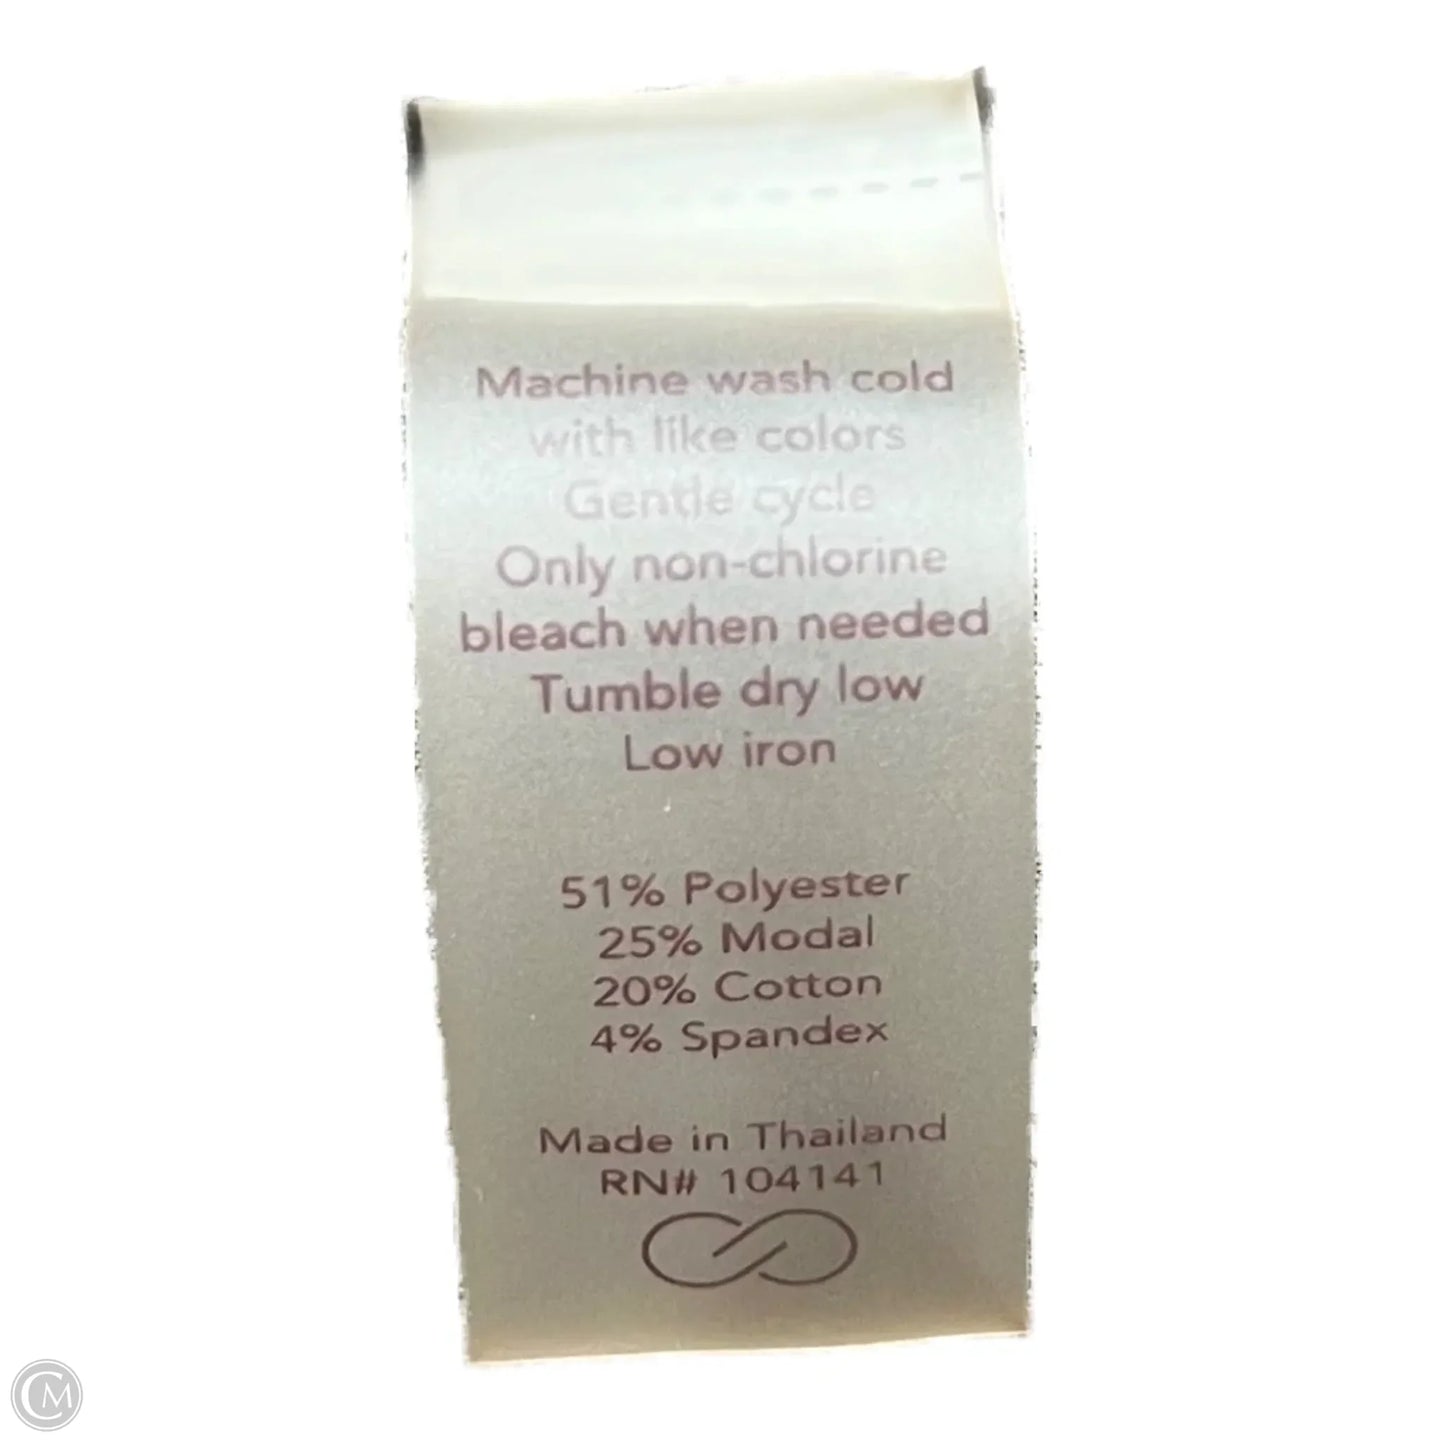 Machine wash cold
with like colors
Gentle cycle
Only non-chlorine
bleach when needed
Tumble dry low
Low iron
51% Polyester
25% Modal
20% Cotton
4% Spandex
Made in Thailand
RN# 104141
CM